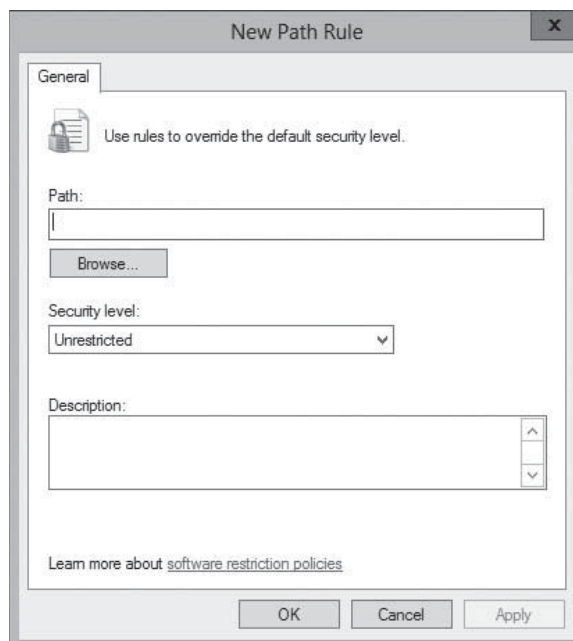 New Path Rule
x
General
Use rules to override the default security level.
Path:
Browse...
Security level:
Unrestricted
Description:
Learn more about software restriction policies
OK Cancel Apply